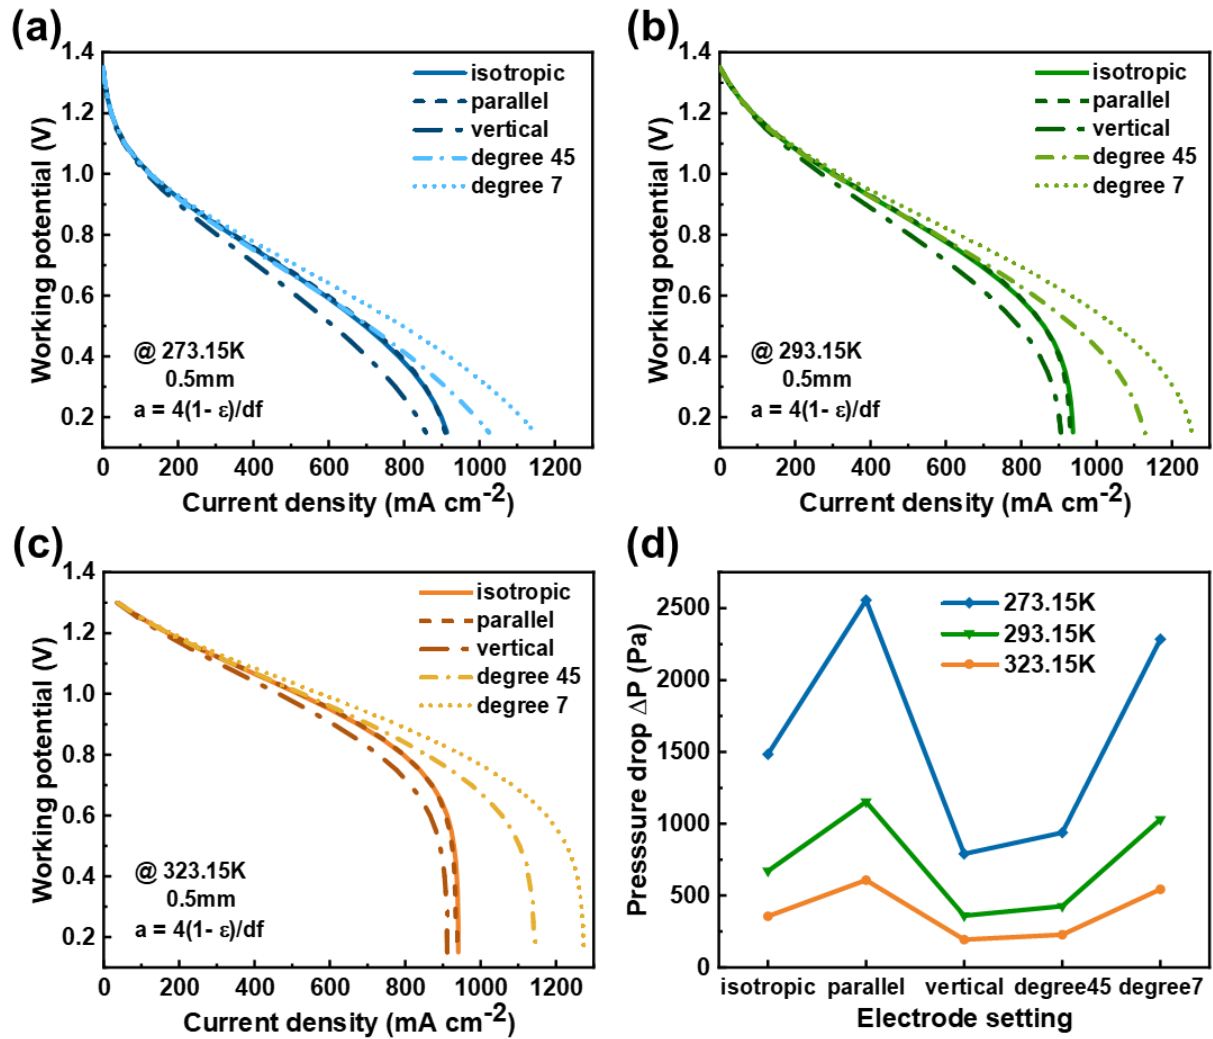 (a)
1.4
1.2
1.0
0.8
0.6
0.4
0.2
Working potential (V)
isotropic
parallel
vertical
degree 45
degree 7
@ 273.15K
0.5mm
a = 4(1- ε)/df
0 200 400 600 800 1000 1200
Current density (mA cm-2)
(b)
1.4
1.2
1.0
0.8
0.6
0.4
0.2
Working potential (V)
isotropic
parallel
vertical
degree 45
degree 7
@ 293.15K
0.5mm
a = 4(1- ε)/df
0 200 400 600 800 1000 1200
Current density (mA cm-2)
(c)
1.4
1.2
1.0
0.8
0.6
0.4
0.2
Working potential (V)
isotropic
parallel
vertical
degree 45
degree 7
@ 323.15K
0.5mm
a = 4(1- ε)/df
0 200 400 600 800 1000 1200
Current density (mA cm-2)
(d)
2500
2000
1500
1000
500
0
Presssure drop ΔP (Pa)
273.15K
293.15K
323.15K
isotropic parallel vertical degree45 degree7
Electrode setting